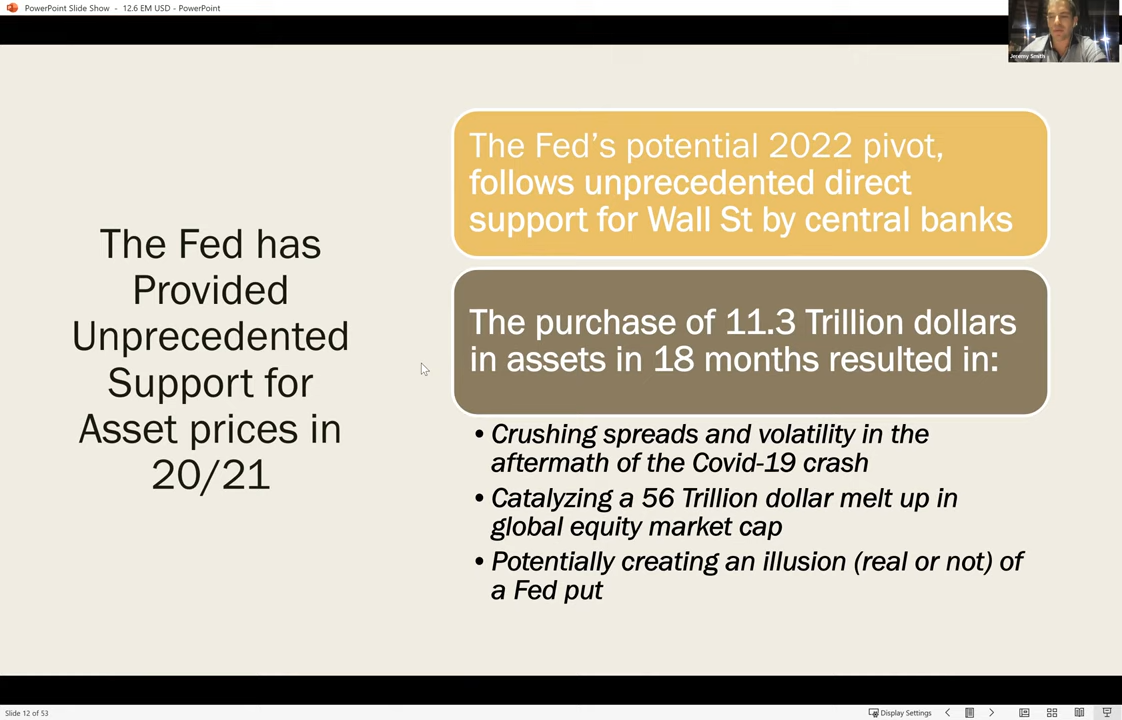 PowerPoint Slide Show - 12.6 EM USD - PowerPoint
Jeremy Smith
The Fed has
Provided
Unprecedented
Support for
Asset prices in
20/21
The Fed’s potential 2022 pivot,
follows unprecedented direct
support for Wall St by central banks
The purchase of 11.3 Trillion dollars
in assets in 18 months resulted in:
• Crushing spreads and volatility in the
aftermath of the Covid-19 crash
• Catalyzing a 56 Trillion dollar melt up in
global equity market cap
• Potentially creating an illusion (real or not) of
a Fed put
Slide 12 of 53
Display Settings